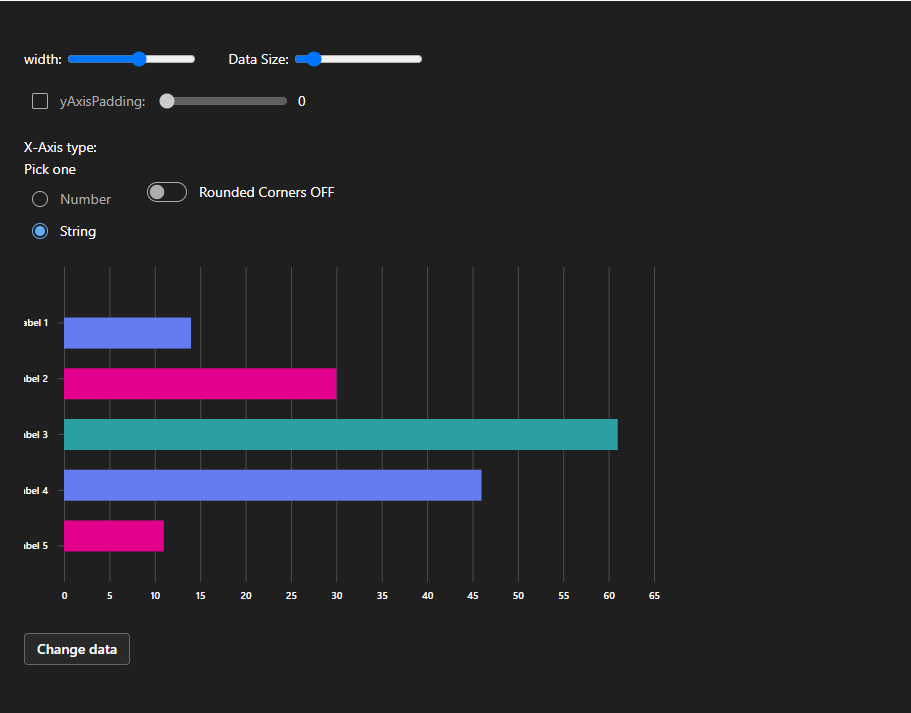 width: Data Size:
yAxisPadding: 0
X-Axis type:
Pick one
Number Rounded Corners OFF
String
abel 1
abel 2
abel 3
abel 4
abel 5
0 5 10 15 20 25 30 35 40 45 50 55 60 65
Change data